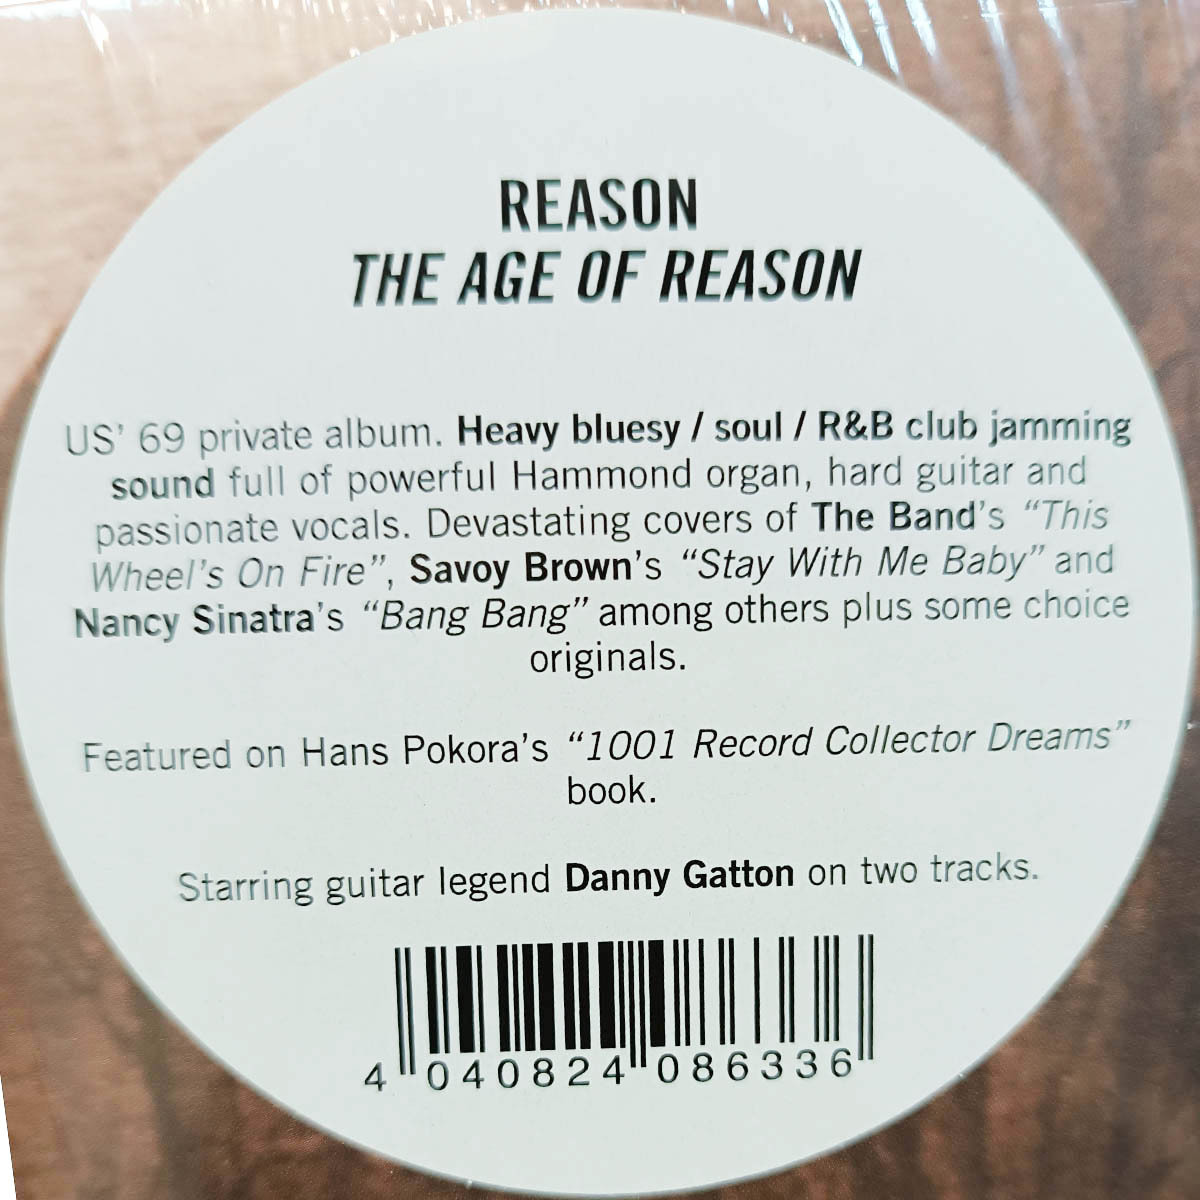 REASON
THE AGE OF REASON
US' 69 private album. Heavy bluesy / soul / R&B club jamming
sound full of powerful Hammond organ, hard guitar and
passionate vocals. Devastating covers of The Band's "This
Wheel's On Fire", Savoy Brown's "Stay With Me Baby" and
Nancy Sinatra's "Bang Bang" among others plus some choice
originals.
Featured on Hans Pokora's "1001 Record Collector Dreams"
book.
Starring guitar legend Danny Gatton on two tracks.
4 040824 086336